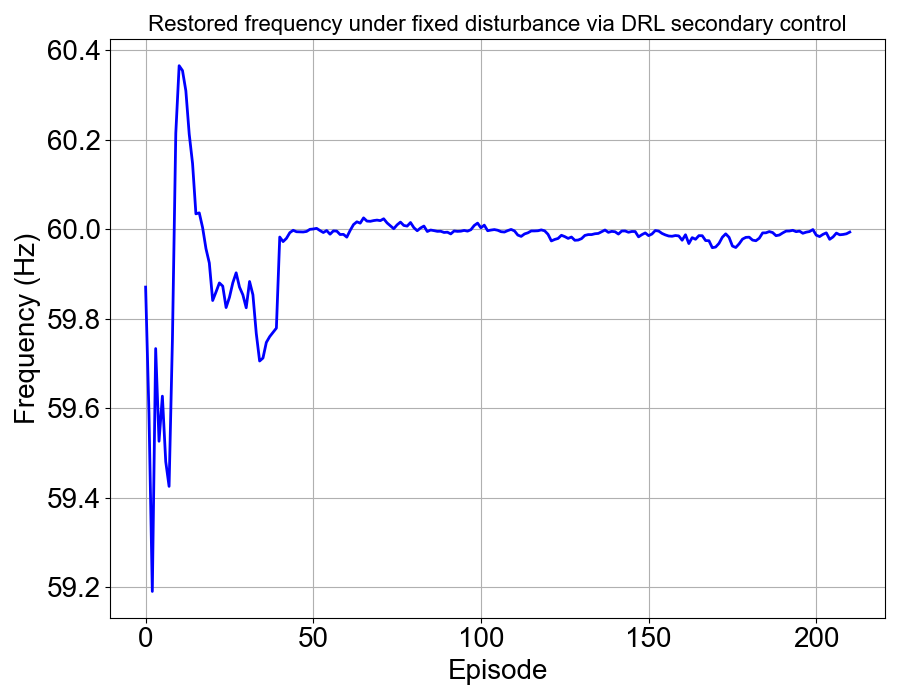 Restored frequency under fixed disturbance via DRL secondary control
60.4
60.2
60.0
59.8
59.6
59.4
59.2
Frequency (Hz)
0 50 100 150 200
Episode